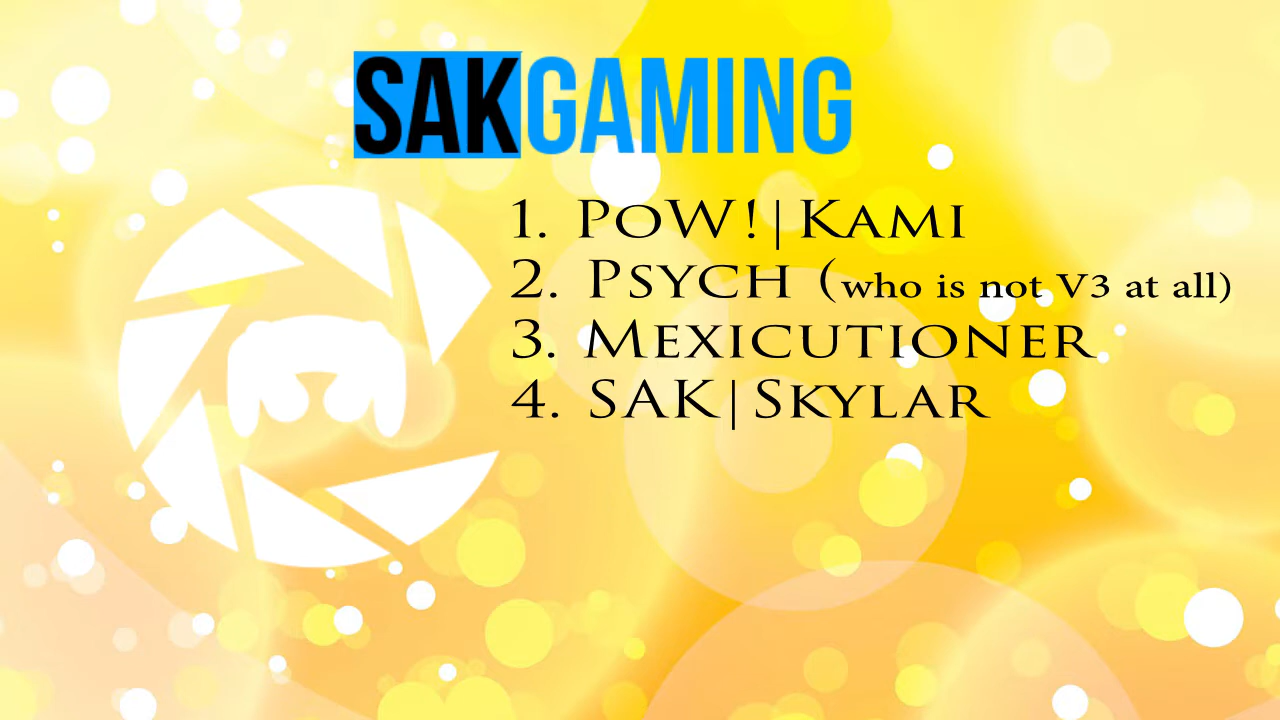 SAKGAMING
1. PoW!|Kami
2. Psych (who is not V3 at all)
3. Mexicutioner
4. SAK|Skylar